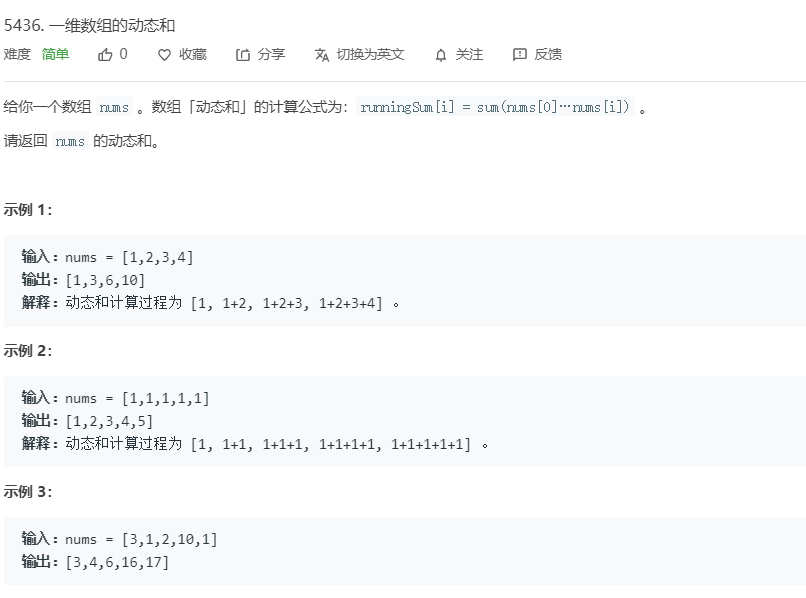 5436. 一维数组的动态和
难度 简单 0 收藏 分享 切换为英文 关注 反馈
给你一个数组 nums 。数组「动态和」的计算公式为：runningSum[i] = sum(nums[0]…nums[i]) 。
请返回 nums 的动态和。
示例 1：
输入：nums = [1,2,3,4]
输出：[1,3,6,10]
解释：动态和计算过程为 [1, 1+2, 1+2+3, 1+2+3+4] 。
示例 2：
输入：nums = [1,1,1,1,1]
输出：[1,2,3,4,5]
解释：动态和计算过程为 [1, 1+1, 1+1+1, 1+1+1+1, 1+1+1+1+1] 。
示例 3：
输入：nums = [3,1,2,10,1]
输出：[3,4,6,16,17]